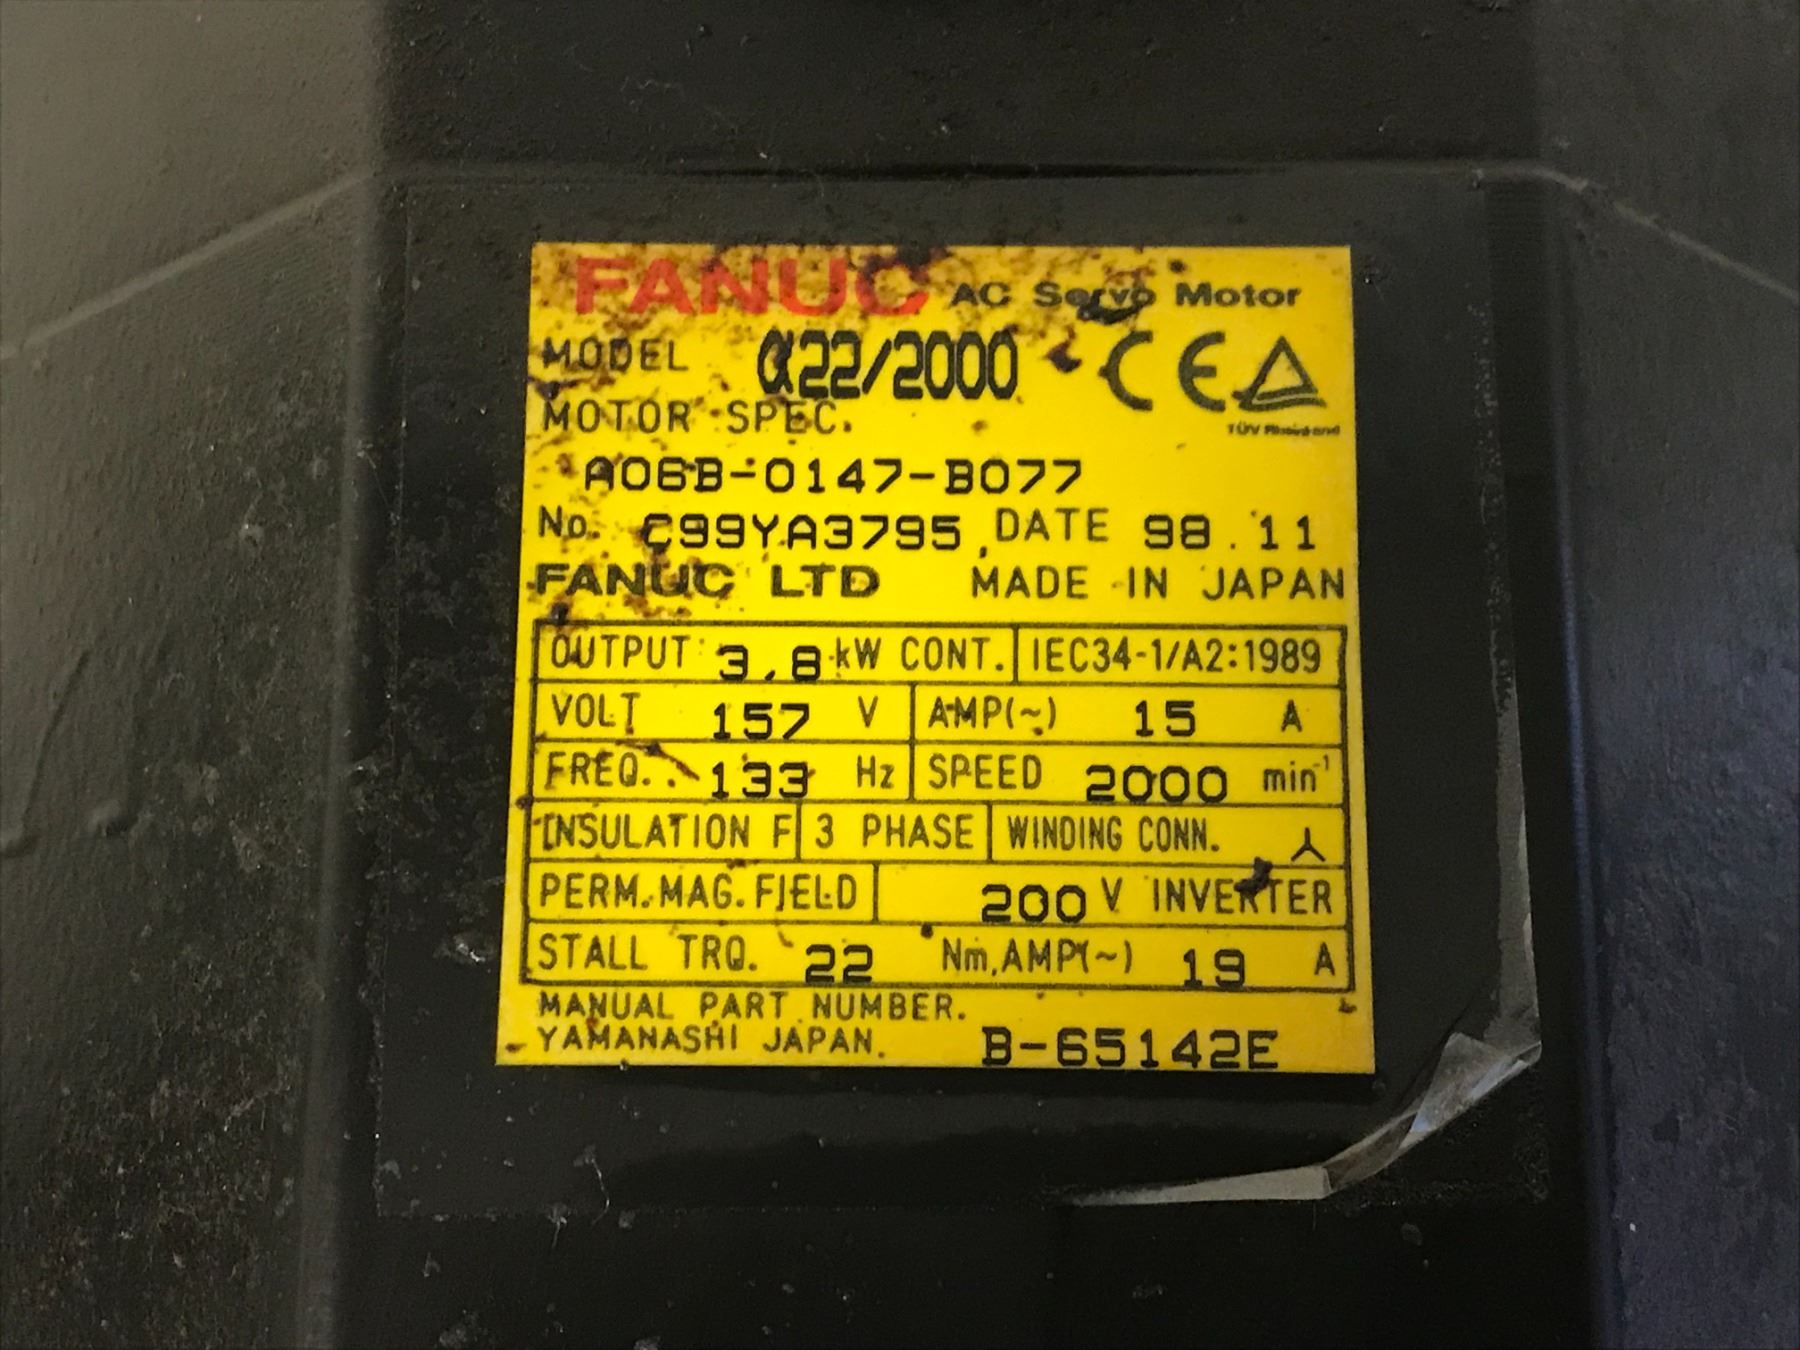 FANUC AC Servo Motor
MODEL α22/2000 CE
TÜV Rheinland
MOTOR SPEC.
A06B-0147-B077
No. C99YA3795 DATE 98.11
FANUC LTD MADE IN JAPAN
OUTPUT 3.8 kW CONT. IEC34-1/A2:1989
VOLT 157 V AMP(~) 15 A
FREQ. 133 Hz SPEED 2000 min⁻¹
INSULATION F 3 PHASE WINDING CONN.
PERM.MAG.FIELD 200 V INVERTER
STALL TRQ. 22 Nm,AMP(~) 19 A
MANUAL PART NUMBER.
YAMANASHI JAPAN. B-65142E